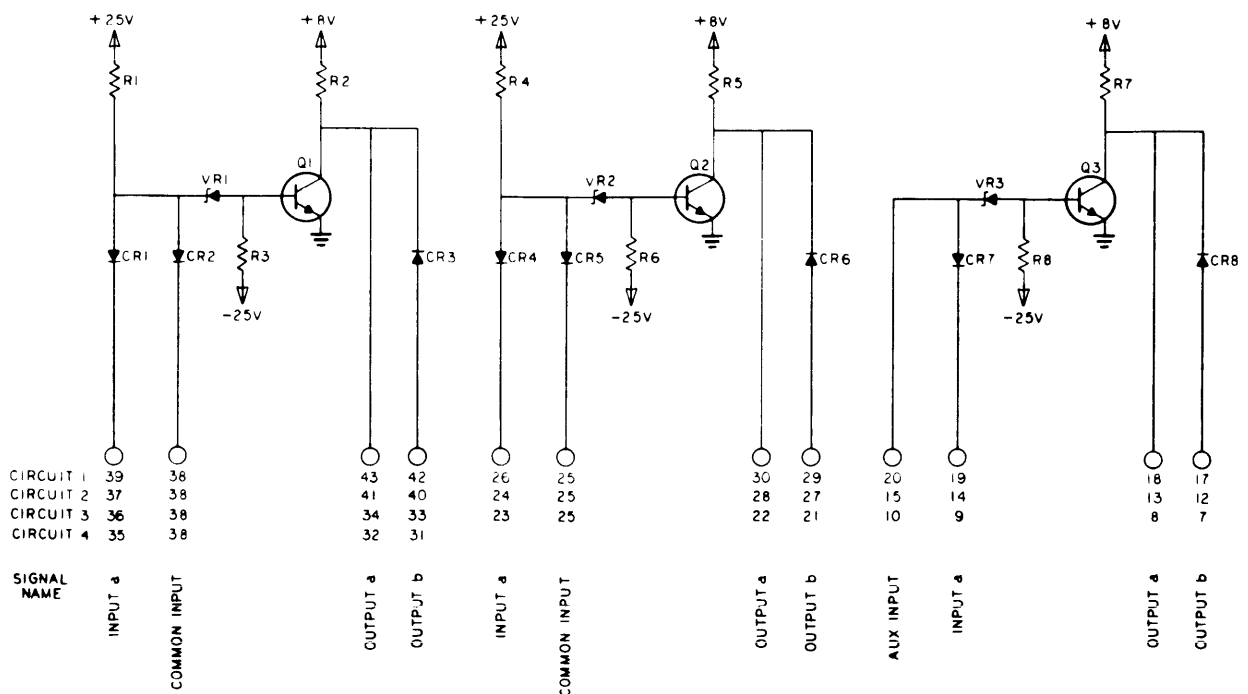 +25V +8V +25V +8V +8V
R1 R2 R4 R5 R7
Q1 Q2 Q3
VR1 VR2 VR3
CR1 CR2 R3 CR3 CR4 CR5 R6 CR6 CR7 R8 CR8
-25V -25V -25V
CIRCUIT 1 39 38 43 42 26 25 30 29 20 19 18 17
CIRCUIT 2 37 38 41 40 24 25 28 27 15 14 13 12
CIRCUIT 3 36 38 34 33 23 25 22 21 10 9 8 7
CIRCUIT 4 35 38 32 31
SIGNAL
NAME
INPUT a
COMMON INPUT
OUTPUT a
OUTPUT b
INPUT a
COMMON INPUT
OUTPUT a
OUTPUT b
AUX INPUT
INPUT a
OUTPUT a
OUTPUT b